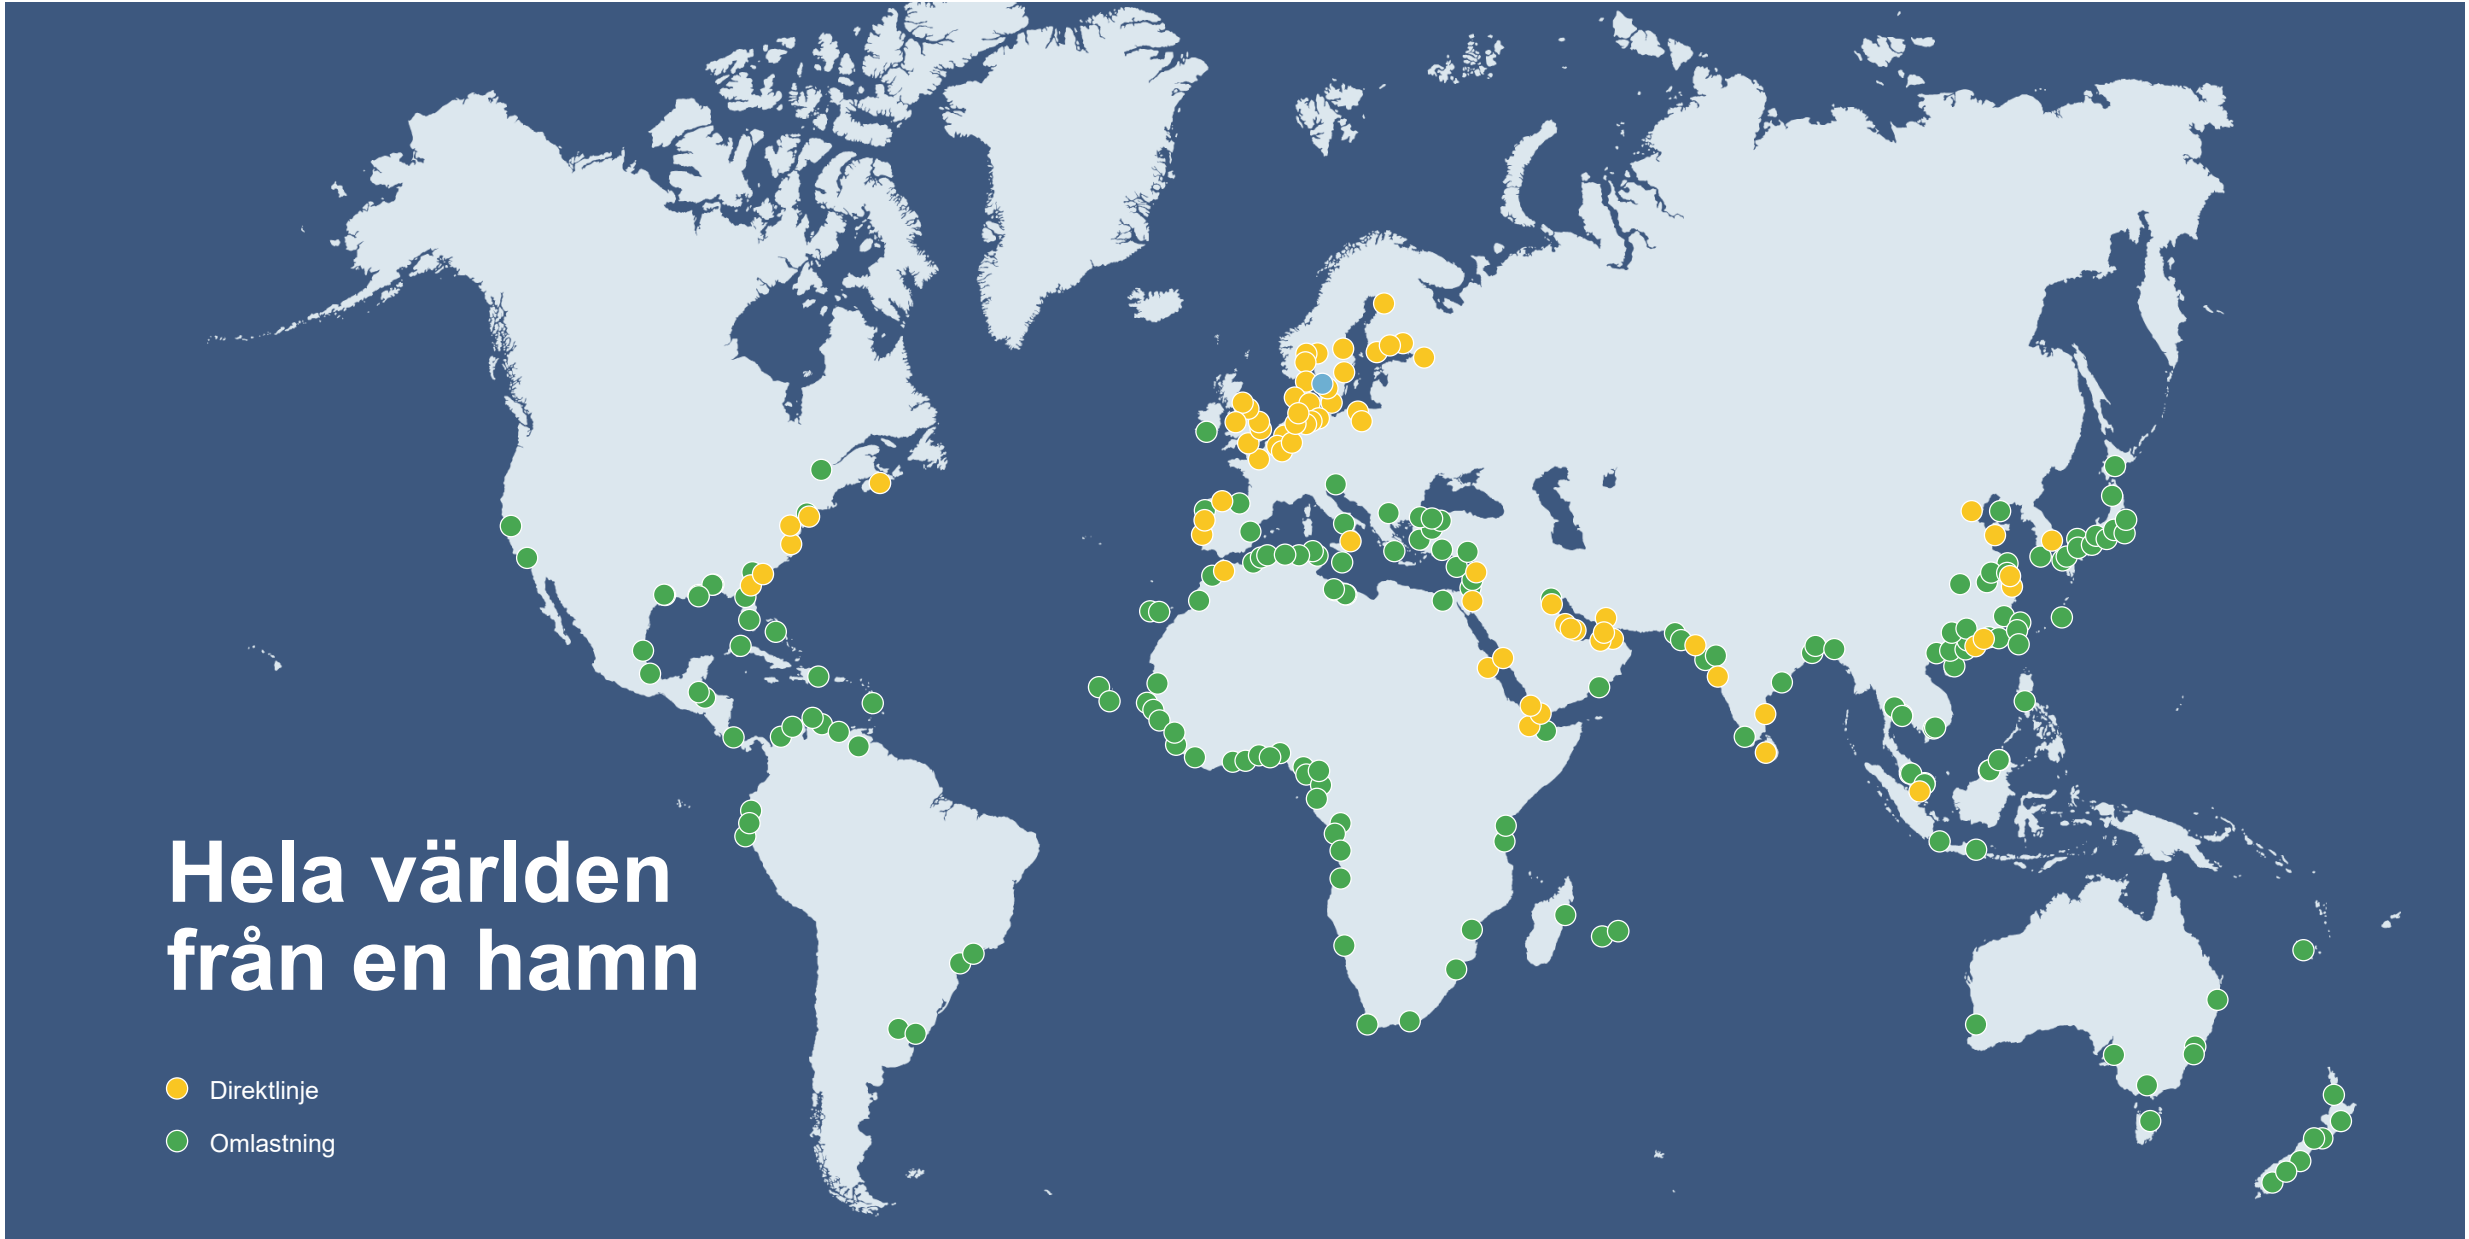 Hela världen
från en hamn
Direktlinje
Omlastning